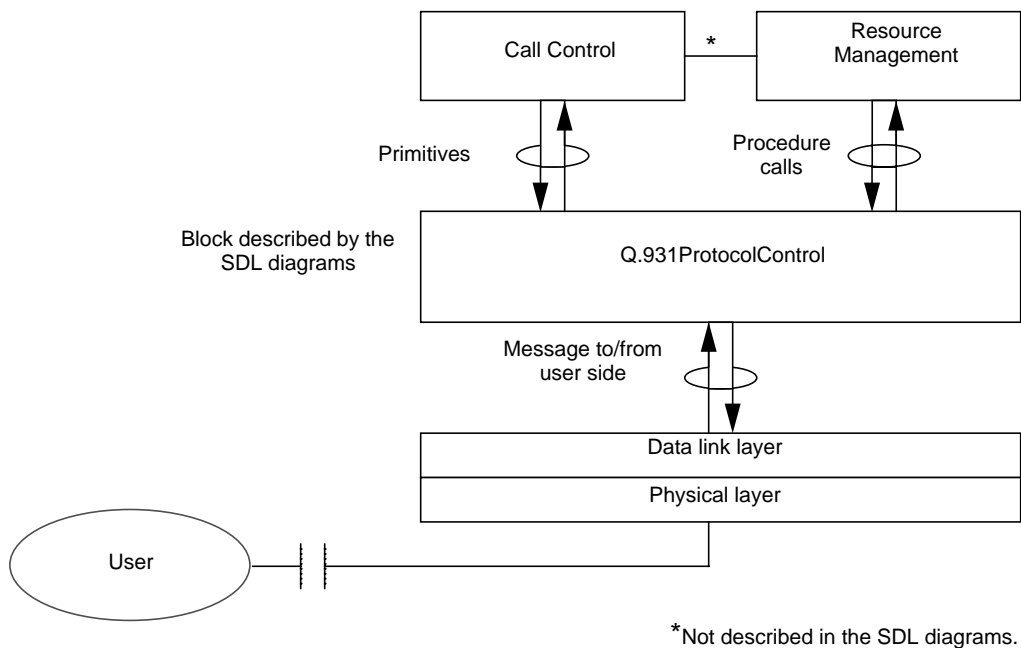 Call Control
*
Resource
Management
Primitives
Procedure
calls
Block described by the
SDL diagrams
Q.931ProtocolControl
Message to/from
user side
Data link layer
Physical layer
User
*Not described in the SDL diagrams.